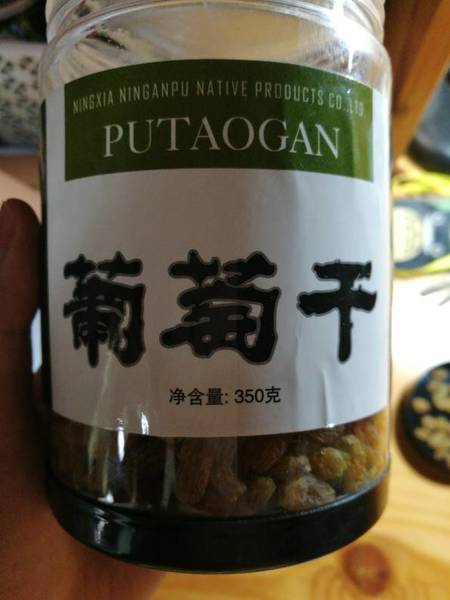 NINGXIA NINGANPU NATIVE PRODUCTS CO.,LTD
PUTAOGAN
葡萄干
净含量: 350克